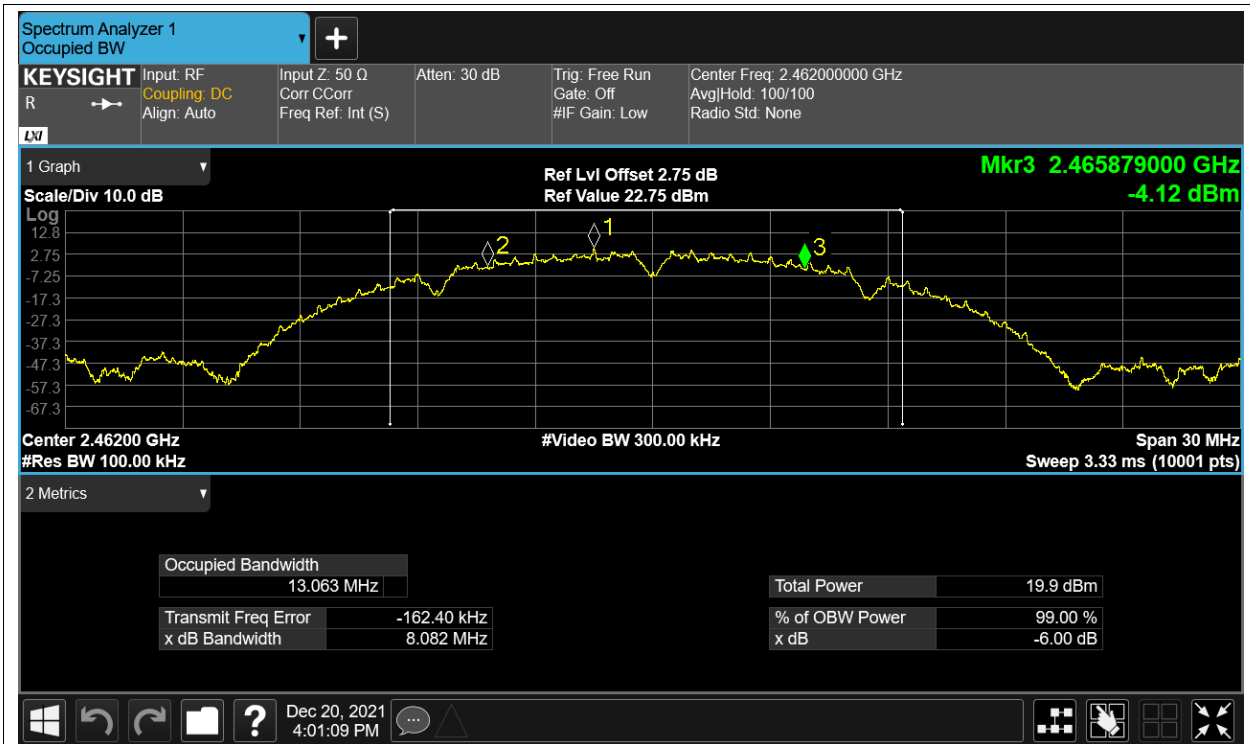 Spectrum Analyzer 1
Occupied BW
+
KEYSIGHT
R
LXI
Input: RF
Coupling: DC
Align: Auto
Input Z: 50 Ω
Corr CCorr
Freq Ref: Int (S)
Atten: 30 dB
Trig: Free Run
Gate: Off
#IF Gain: Low
Center Freq: 2.462000000 GHz
Avg|Hold: 100/100
Radio Std: None
1 Graph
Scale/Div 10.0 dB
Ref Lvl Offset 2.75 dB
Ref Value 22.75 dBm
Mkr3 2.465879000 GHz
-4.12 dBm
Log
12.8
2.75
-7.25
-17.3
-27.3
-37.3
-47.3
-57.3
-67.3
2
1
3
Center 2.46200 GHz
#Res BW 100.00 kHz
#Video BW 300.00 kHz
Span 30 MHz
Sweep 3.33 ms (10001 pts)
2 Metrics
Occupied Bandwidth
13.063 MHz
Transmit Freq Error -162.40 kHz
x dB Bandwidth 8.082 MHz
Total Power 19.9 dBm
% of OBW Power 99.00 %
x dB -6.00 dB
?
Dec 20, 2021
4:01:09 PM